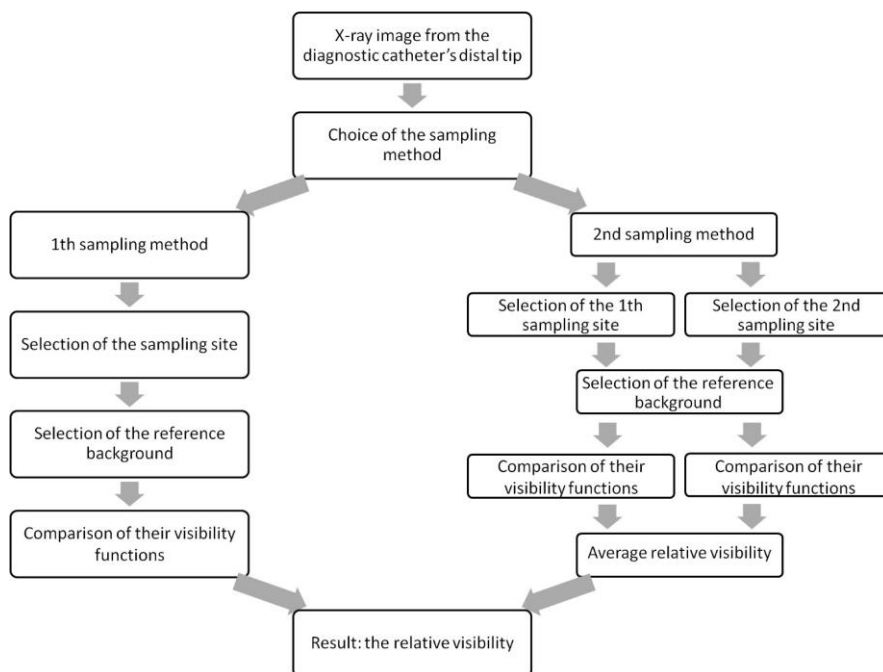 X-ray image from the
diagnostic catheter's distal tip
Choice of the sampling
method
1th sampling method
Selection of the sampling site
Selection of the reference
background
Comparison of their visibility
functions
2nd sampling method
Selection of the 1th
sampling site
Selection of the 2nd
sampling site
Selection of the reference
background
Comparison of their
visibility functions
Comparison of their
visibility functions
Average relative visibility
Result: the relative visibility